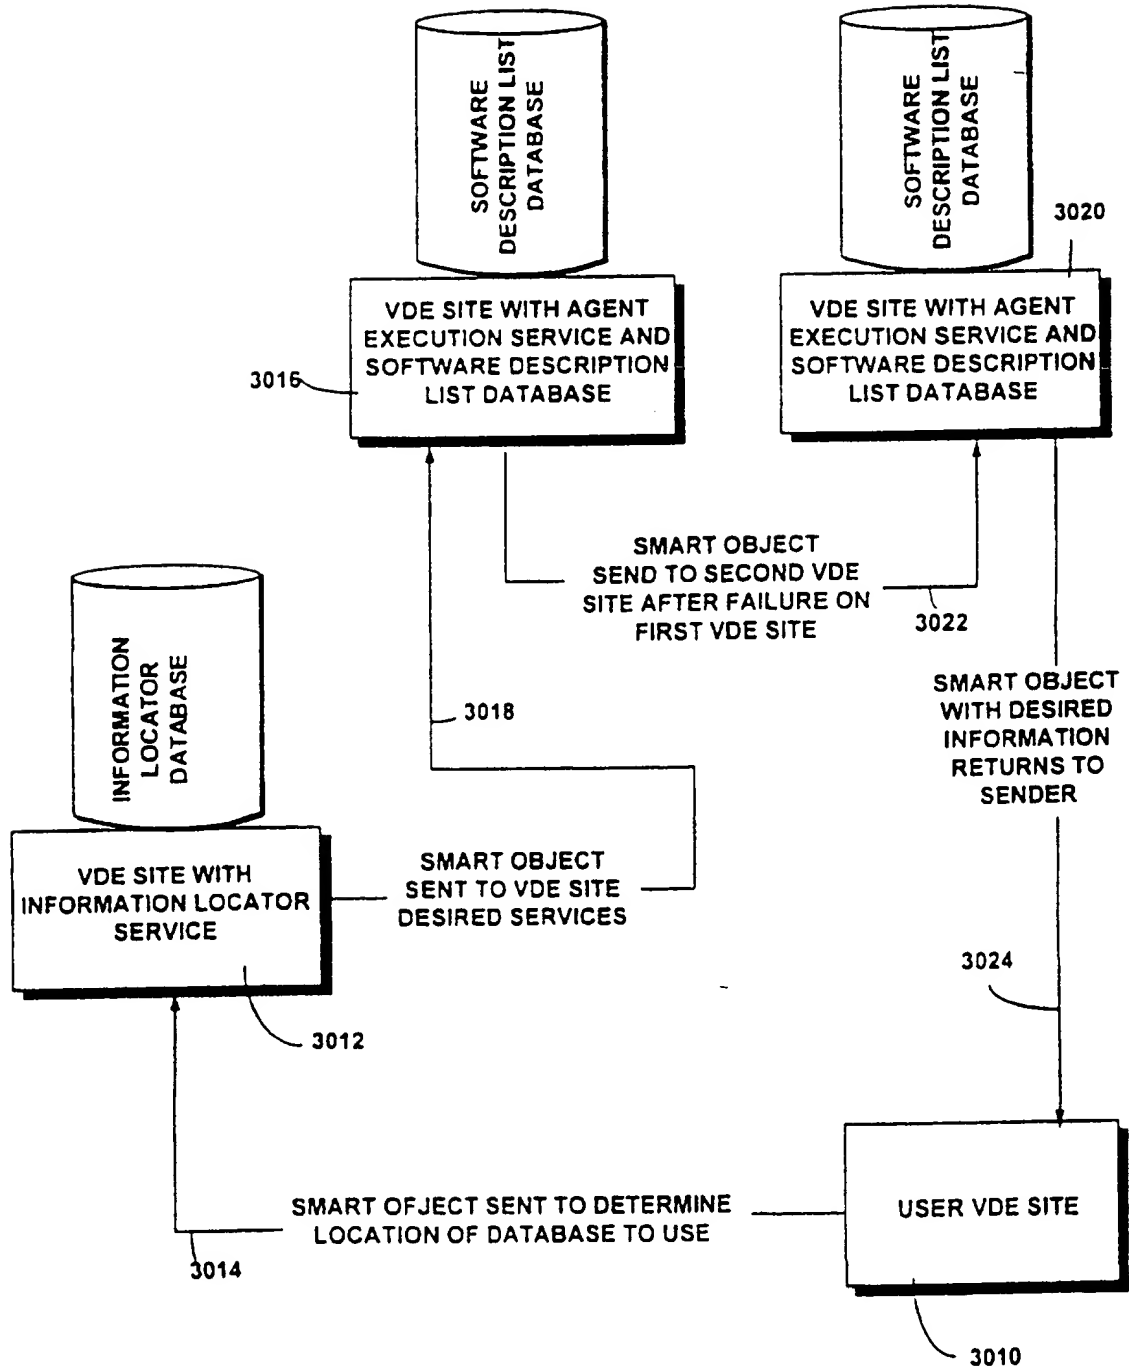 SOFTWARE
DESCRIPTION LIST
DATABASE
SOFTWARE
DESCRIPTION LIST
DATABASE
3020
VDE SITE WITH AGENT
EXECUTION SERVICE AND
SOFTWARE DESCRIPTION
LIST DATABASE
3016
VDE SITE WITH AGENT
EXECUTION SERVICE AND
SOFTWARE DESCRIPTION
LIST DATABASE
SMART OBJECT
SEND TO SECOND VDE
SITE AFTER FAILURE ON
FIRST VDE SITE
3022
INFORMATION
LOCATOR
DATABASE
3018
SMART OBJECT
WITH DESIRED
INFORMATION
RETURNS TO
SENDER
VDE SITE WITH
INFORMATION LOCATOR
SERVICE
SMART OBJECT
SENT TO VDE SITE
DESIRED SERVICES
3024
3012
SMART OFJECT SENT TO DETERMINE
LOCATION OF DATABASE TO USE
USER VDE SITE
3014
3010